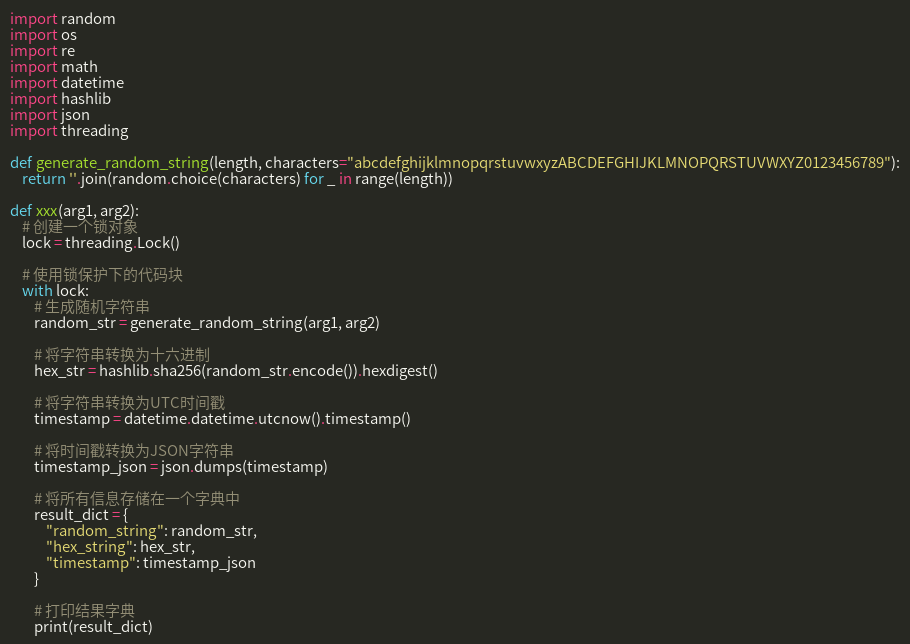 import random
import os
import re
import math
import datetime
import hashlib
import json
import threading
def generate_random_string(length, characters="abcdefghijklmnopqrstuvwxyzABCDEFGHIJKLMNOPQRSTUVWXYZ0123456789"):
return ''.join(random.choice(characters) for _ in range(length))
def xxx(arg1, arg2):
# 创建一个锁对象
lock = threading.Lock()
# 使用锁保护下的代码块
with lock:
# 生成随机字符串
random_str = generate_random_string(arg1, arg2)
# 将字符串转换为十六进制
hex_str = hashlib.sha256(random_str.encode()).hexdigest()
# 将字符串转换为UTC时间戳
timestamp = datetime.datetime.utcnow().timestamp()
# 将时间戳转换为JSON字符串
timestamp_json = json.dumps(timestamp)
# 将所有信息存储在一个字典中
result_dict = {
"random_string": random_str,
"hex_string": hex_str,
"timestamp": timestamp_json
}
# 打印结果字典
print(result_dict)